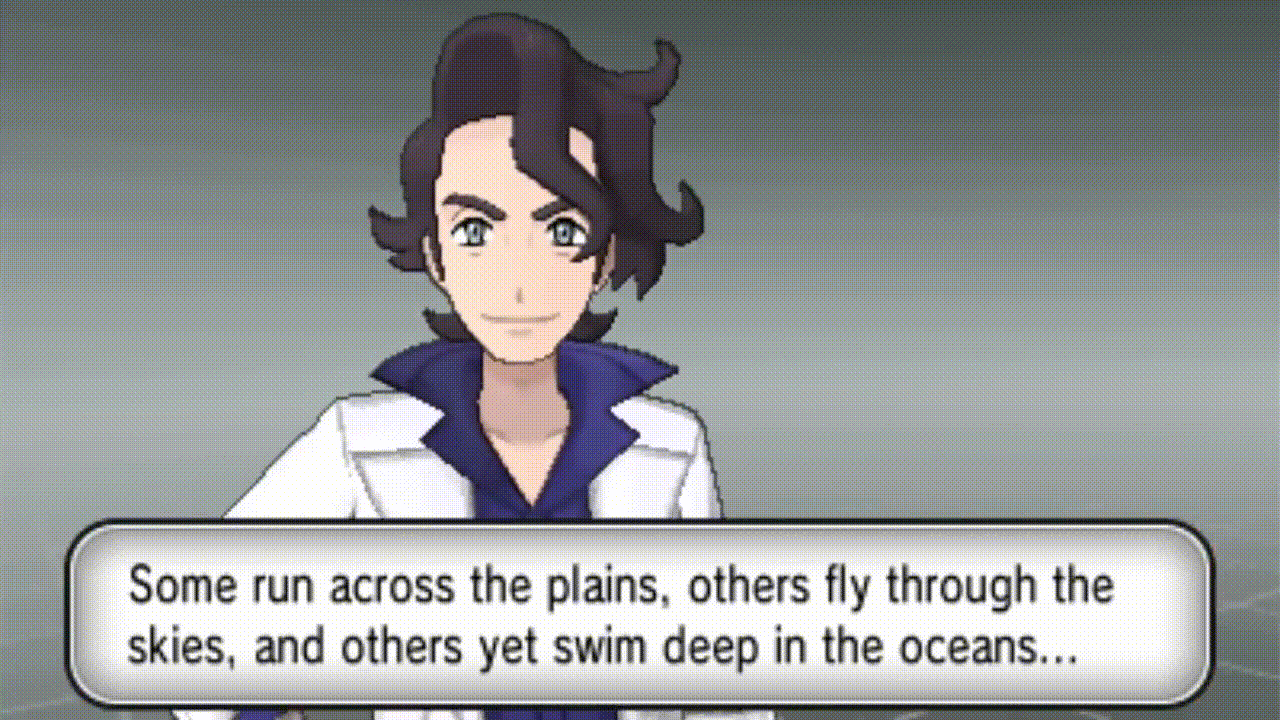 Some run across the plains, others fly through the
skies, and others yet swim deep in the oceans...